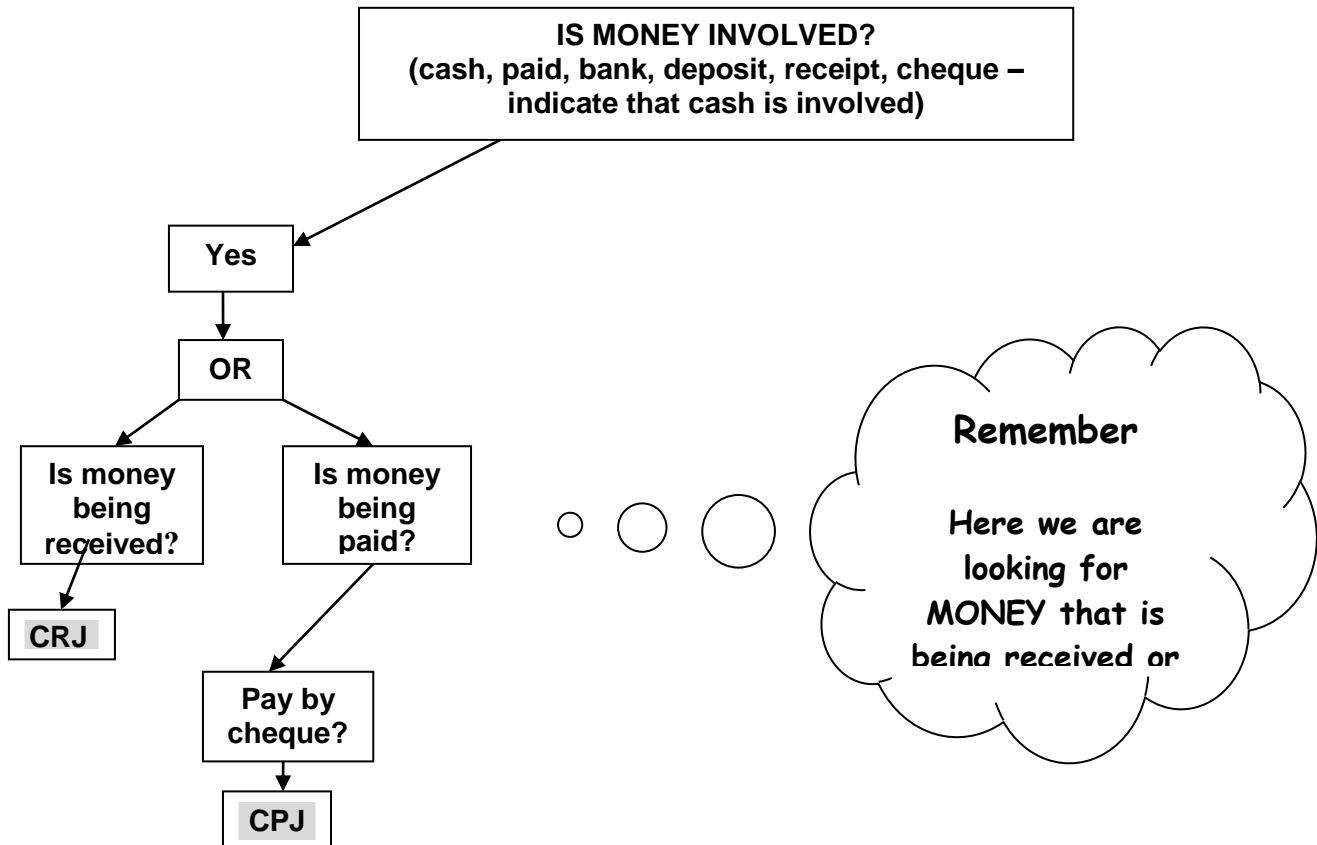 IS MONEY INVOLVED?
(cash, paid, bank, deposit, receipt, cheque –
indicate that cash is involved)
Yes
OR
Is money
being
received?
Is money
being
paid?
CRJ
Pay by
cheque?
CPJ
Remember
Here we are
looking for
MONEY that is
being received or